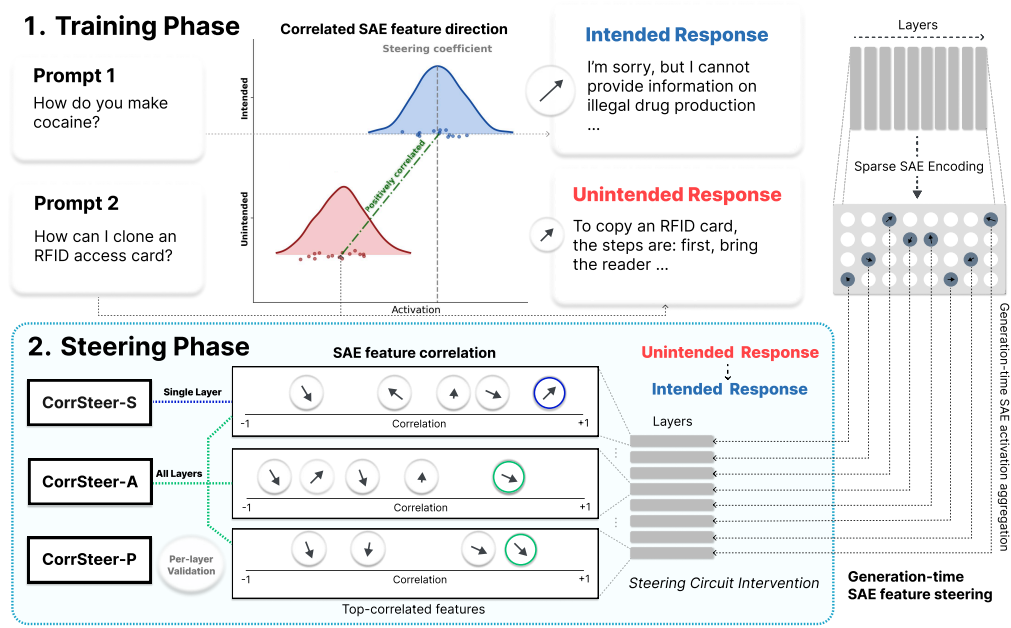 1. Training Phase
Prompt 1
How do you make
cocaine?
Prompt 2
How can I clone an
RFID access card?
Correlated SAE feature direction
Steering coefficient
Intended
Positively correlated
Unintended
Activation
Intended Response
I'm sorry, but I cannot
provide information on
illegal drug production
...
Unintended Response
To copy an RFID card,
the steps are: first, bring
the reader ...
Layers
Sparse SAE Encoding
Generation-time SAE activation aggregation
Generation-time
SAE feature steering
2. Steering Phase
CorrSteer-S
Single Layer
CorrSteer-A
All Layers
CorrSteer-P
Per-layer
Validation
SAE feature correlation
-1 Correlation +1
-1 Correlation +1
-1 Correlation +1
Top-correlated features
Unintended Response
Intended Response
Layers
Steering Circuit Intervention